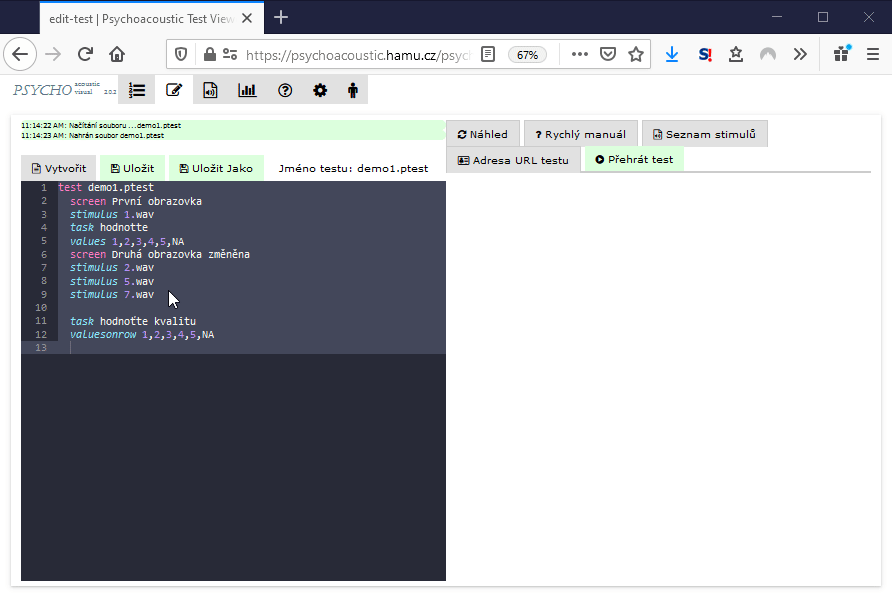 edit-test | Psychoacoustic Test View
https://psychoacoustic.hamu.cz/psyc
67%
PSYCHO acoustic visual 2.0.2
11:14:22 AM: Načítání souboru ...demo1.ptest
11:14:23 AM: Nahrán soubor demo1.ptest
Náhled
? Rychlý manuál
Seznam stimulů
Adresa URL testu
Přehrát test
Vytvořit
Uložit
Uložit Jako
Jméno testu: demo1.ptest
1 test demo1.ptest
2 screen První obrazovka
3 stimulus 1.wav
4 task hodnotte
5 values 1,2,3,4,5,NA
6 screen Druhá obrazovka změněna
7 stimulus 2.wav
8 stimulus 5.wav
9 stimulus 7.wav
10
11 task hodnoťte kvalitu
12 valuesonrow 1,2,3,4,5,NA
13